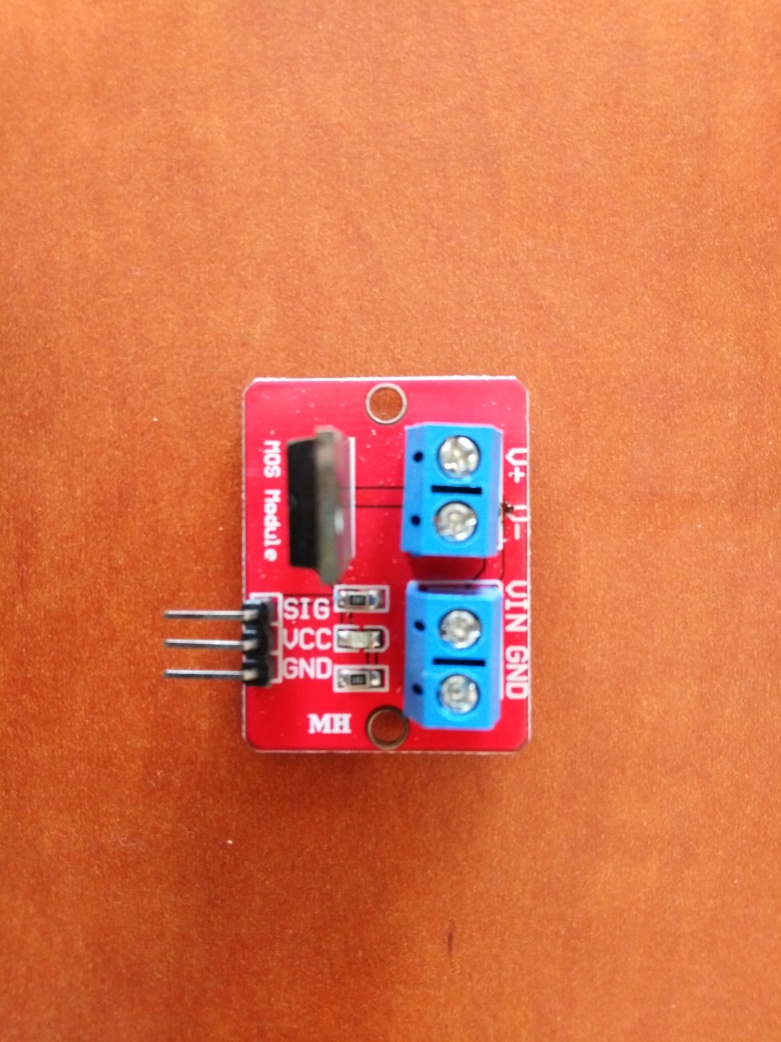 MOS Module
V+ V-
VIN GND
SIG
VCC
GND
MH